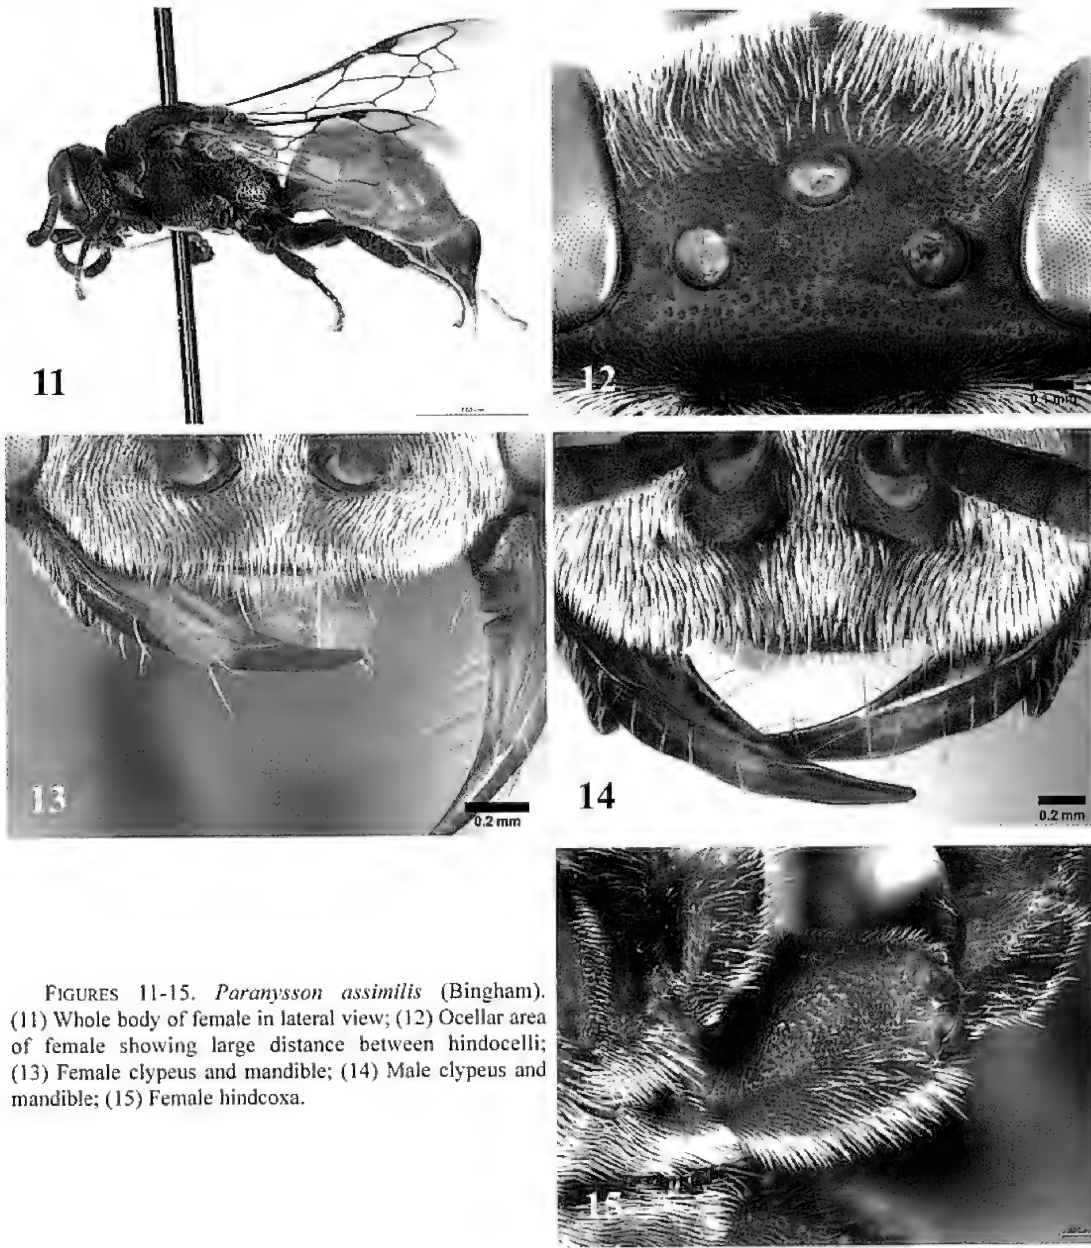 11
12
0.1 mm
13
0.2 mm
14
0.2 mm
15
FIGURES 11-15. Paranysson assimilis (Bingham).
(11) Whole body of female in lateral view; (12) Ocellar area
of female showing large distance between hindocelli;
(13) Female clypeus and mandible; (14) Male clypeus and
mandible; (15) Female hindcoxa.